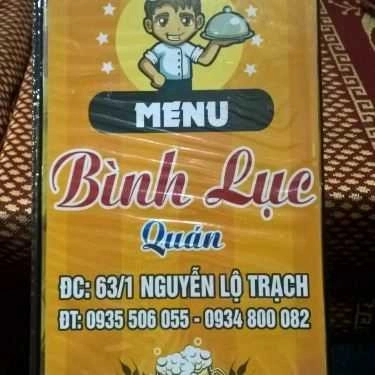 MENU
Bình Lục
Quán
ĐC: 63/1 NGUYỄN LỘ TRẠCH
ĐT: 0935 506 055 - 0934 800 082